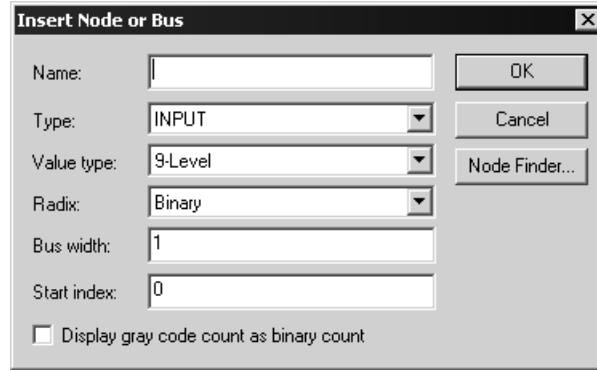 Insert Node or Bus
Name:
OK
Type: INPUT
Cancel
Value type: 9-Level
Node Finder...
Radix: Binary
Bus width: 1
Start index: 0
Display gray code count as binary count